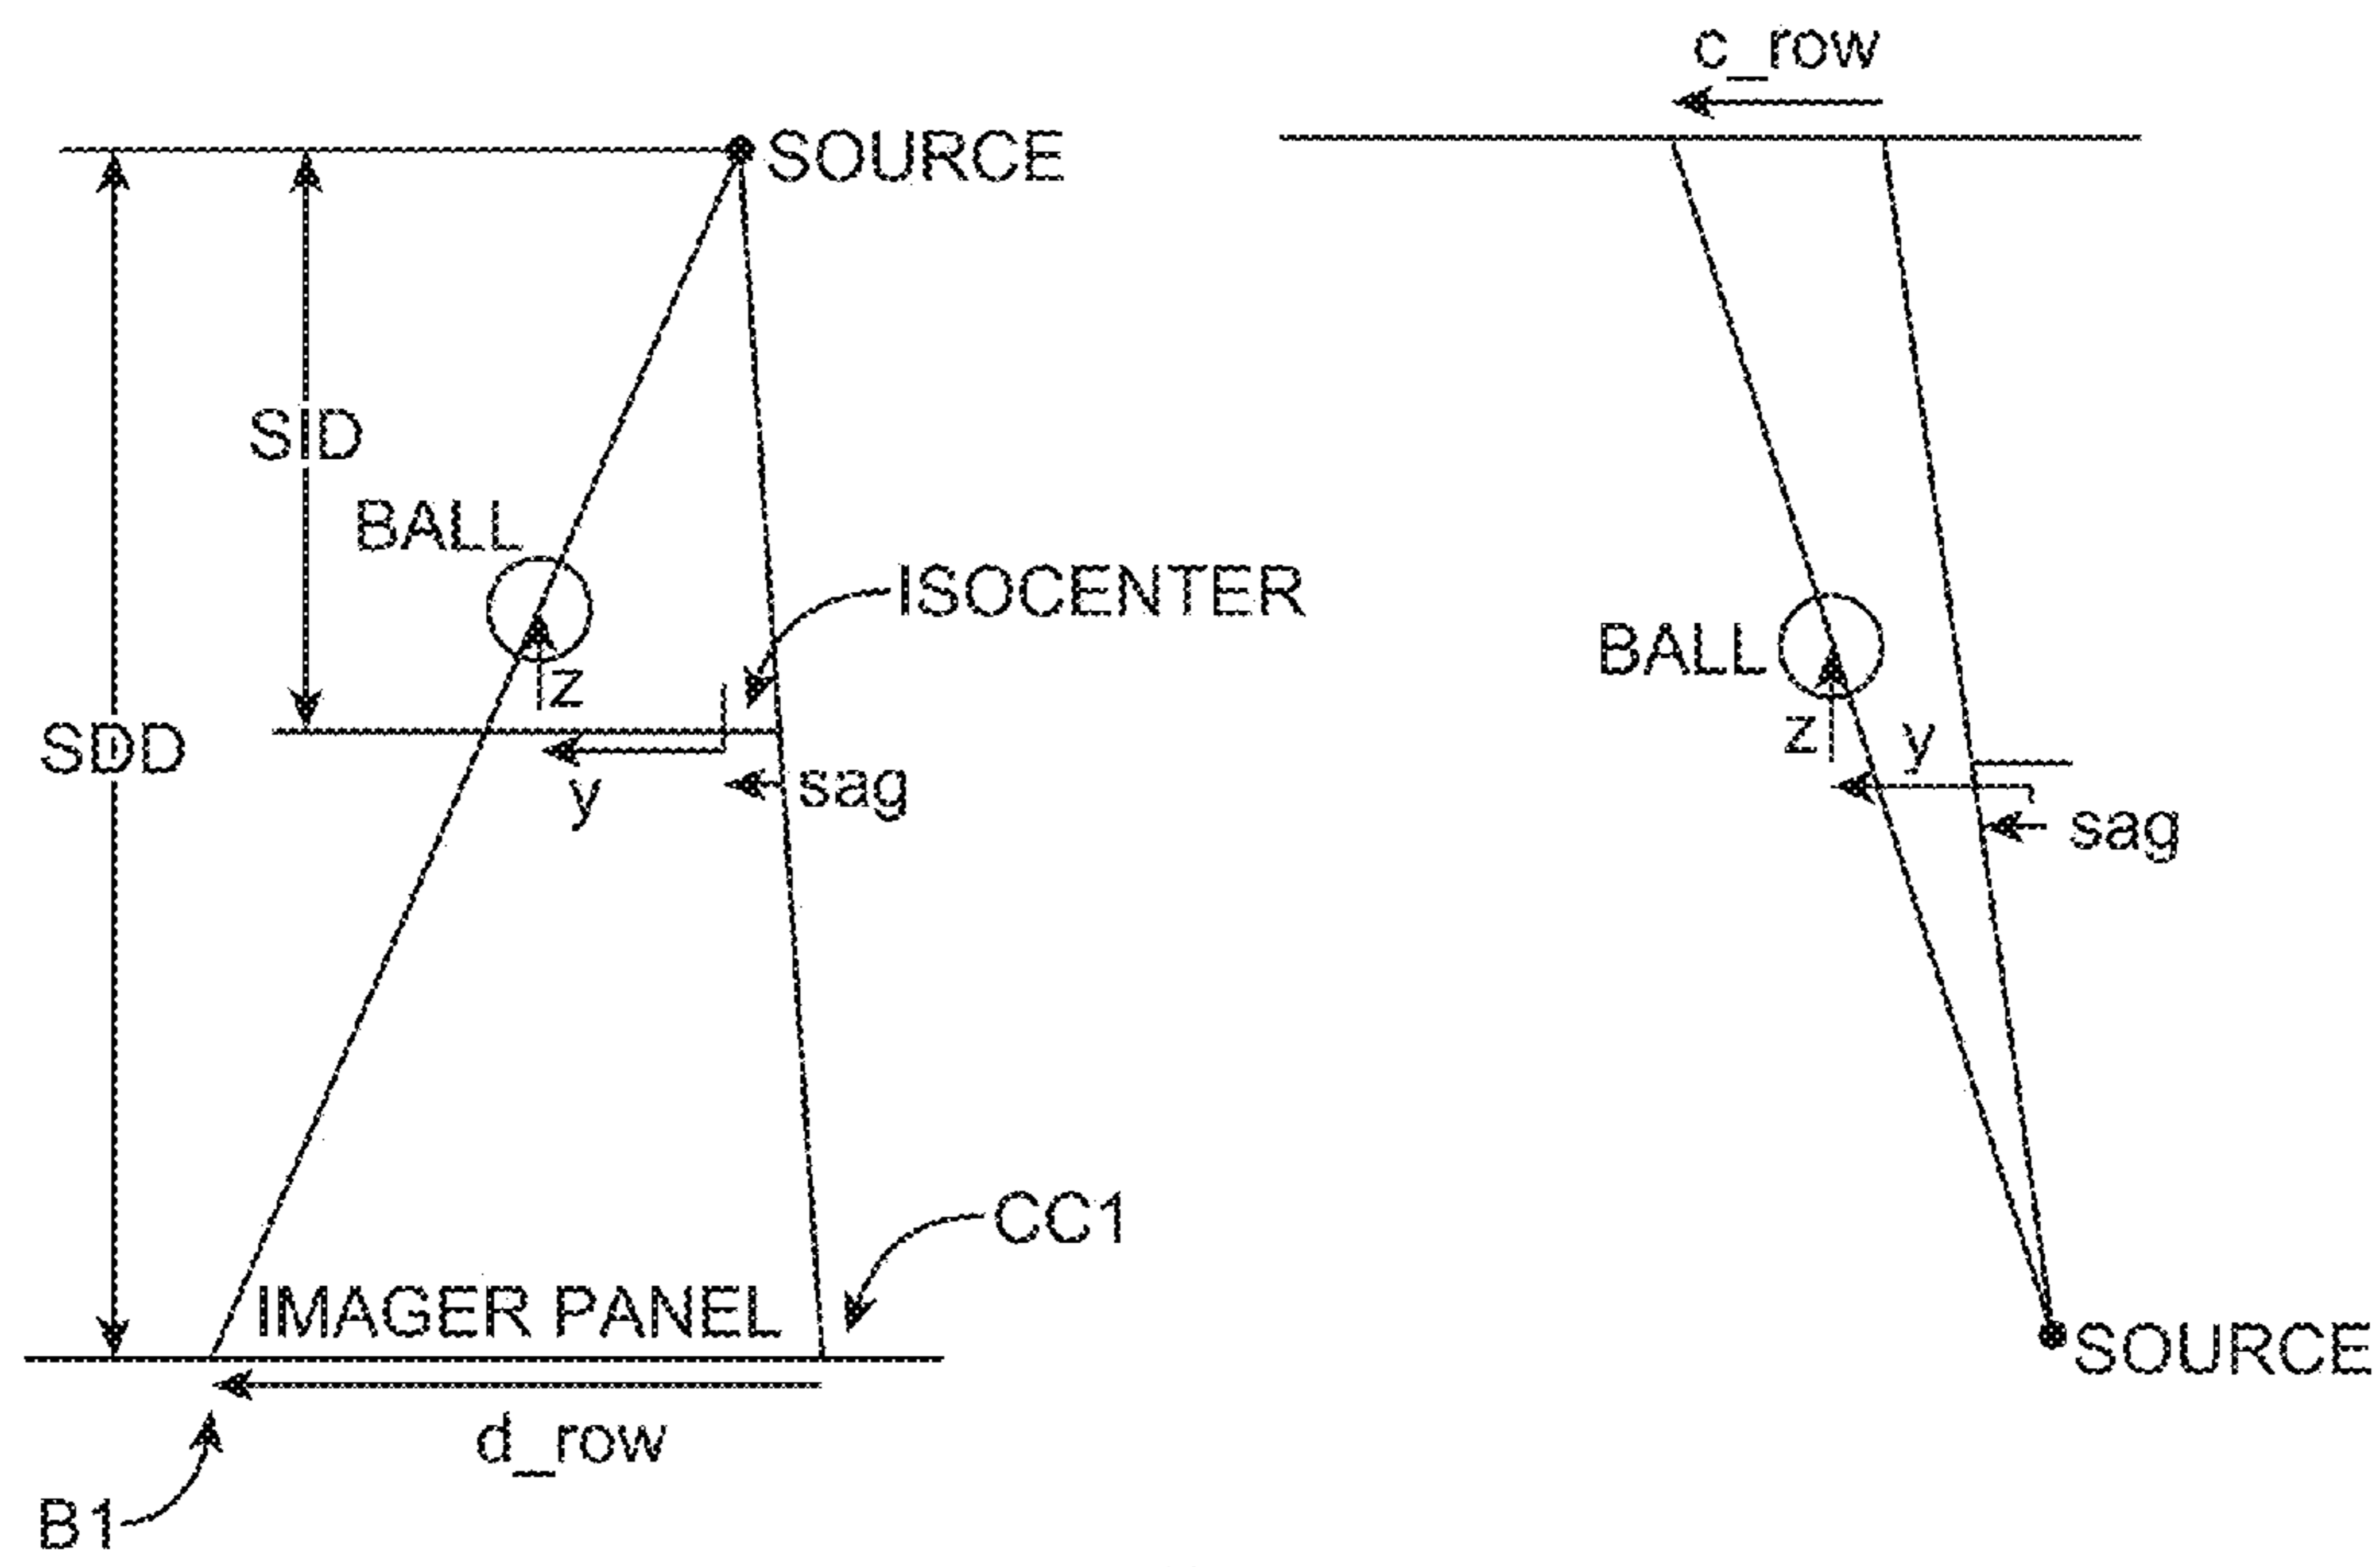 c_row
SOURCE
SID
BALL
ISOCENTER
z
BALL
SDD
z
y
y
sag
sag
CC1
IMAGER PANEL
SOURCE
d_row
B1